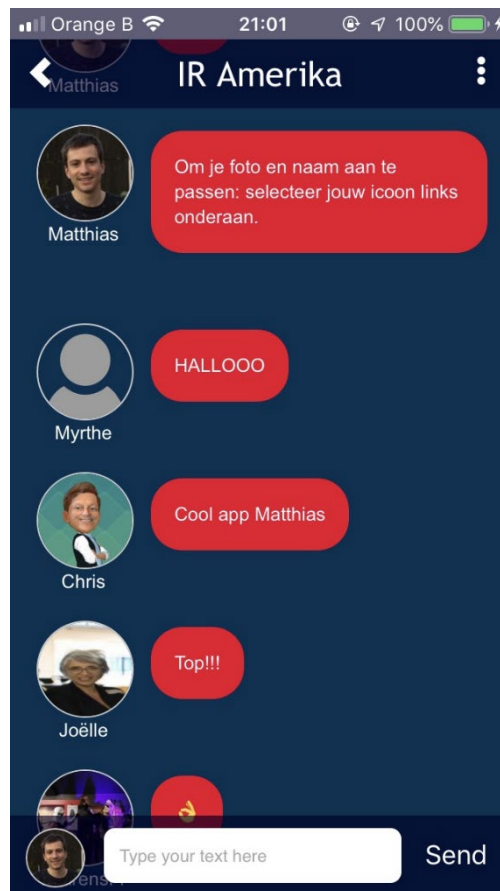 Orange B
21:01
100%
IR Amerika
Matthias
Om je foto en naam aan te
passen: selecteer jouw icoon links
onderaan.
Matthias
HALLOOO
Myrthe
Cool app Matthias
Chris
Top!!!
Joëlle
👌
Type your text here
Send